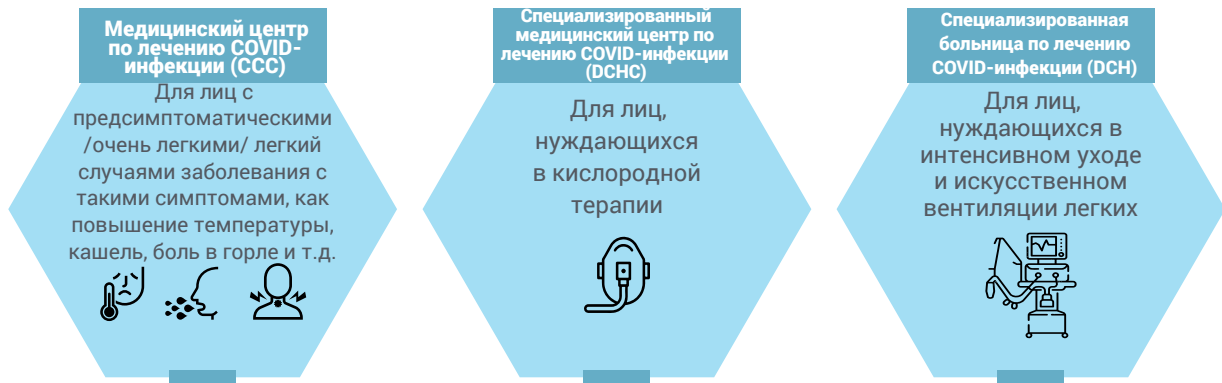 Медицинский центр
по лечению COVID-
инфекции (CCC)
Для лиц с
предсимптоматическими
/очень легкими/ легкий
случаями заболевания с
такими симптомами, как
повышение температуры,
кашель, боль в горле и т.д.
Специализированный
медицинский центр по
лечению COVID-инфекции
(DCHC)
Для лиц,
нуждающихся
в кислородной
терапии
Специализированная
больница по лечению
COVID-инфекции (DCH)
Для лиц,
нуждающихся в
интенсивном уходе
и искусственном
вентиляции легких